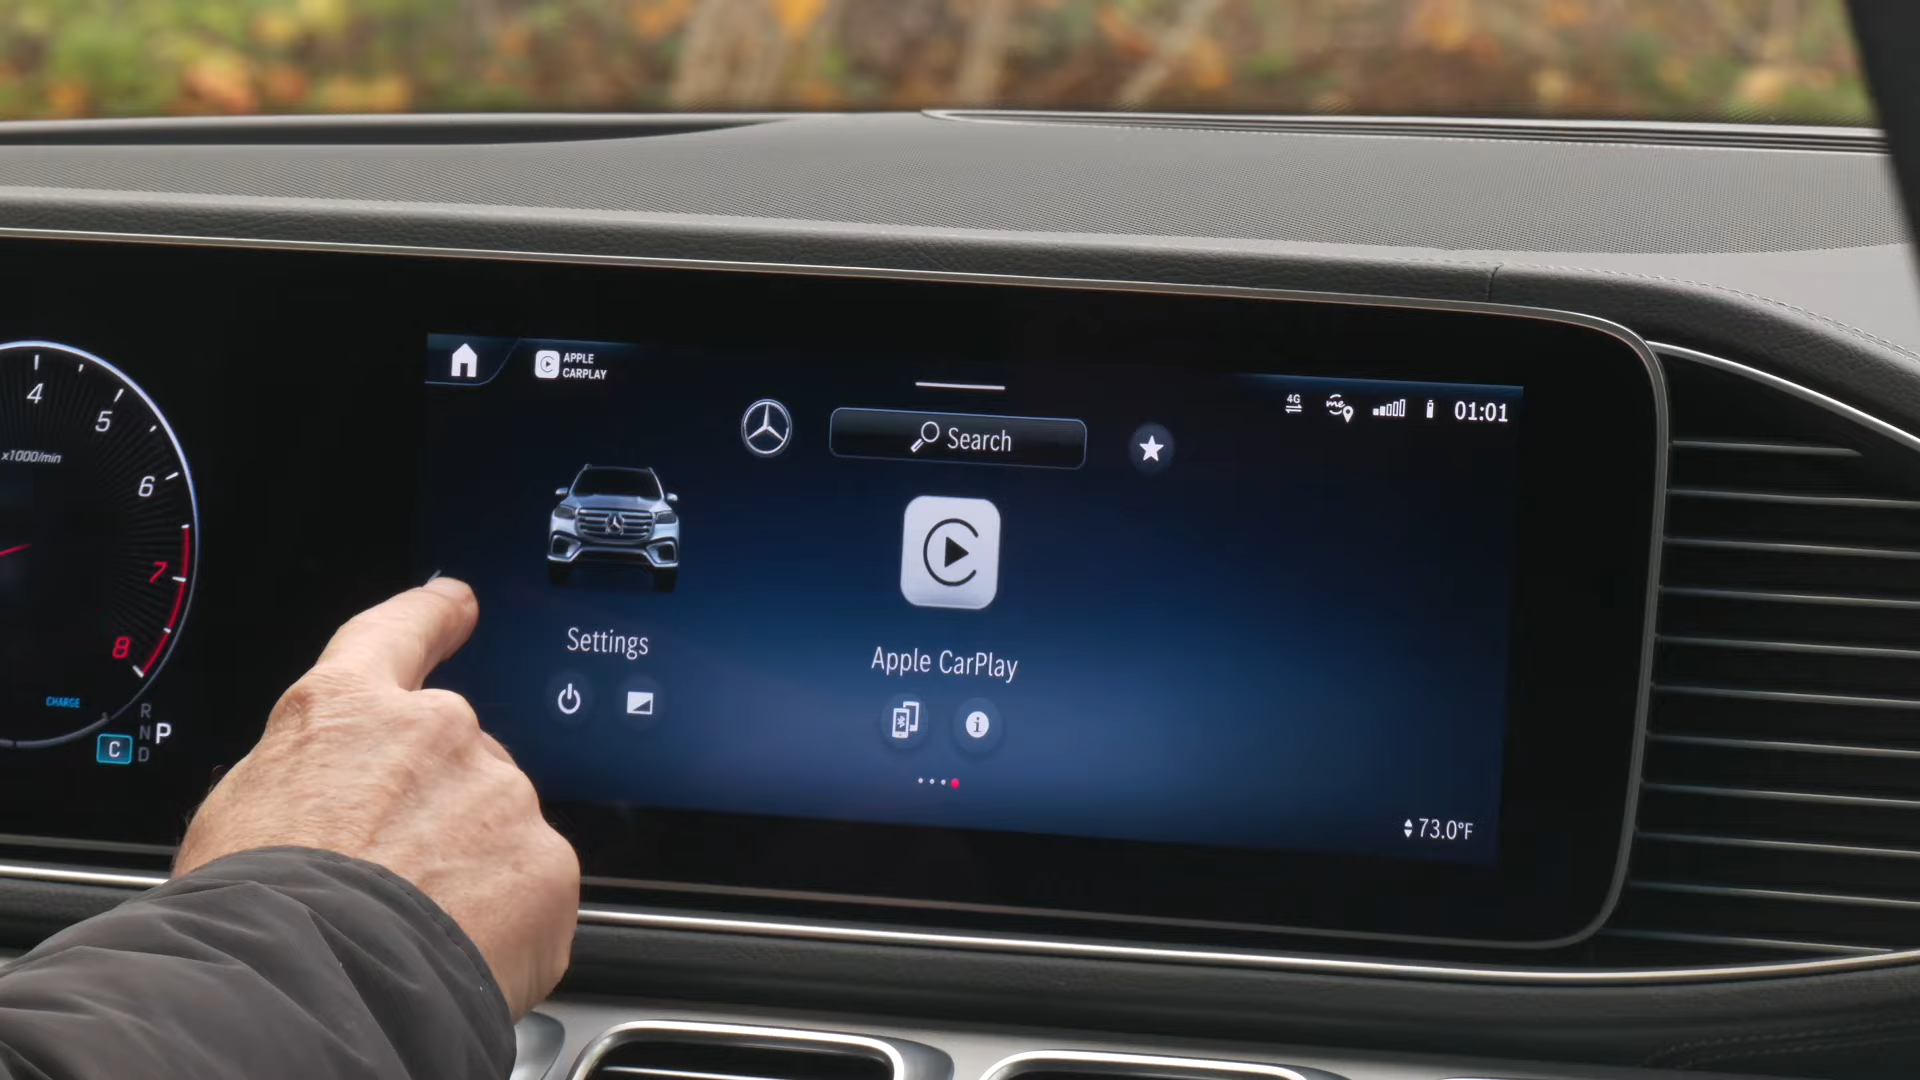 4
5
x1000/min
6
7
8
CHARGE
R
N
D
P
C
APPLE
CARPLAY
4G
me
01:01
Search
Settings
Apple CarPlay
i
73.0°F